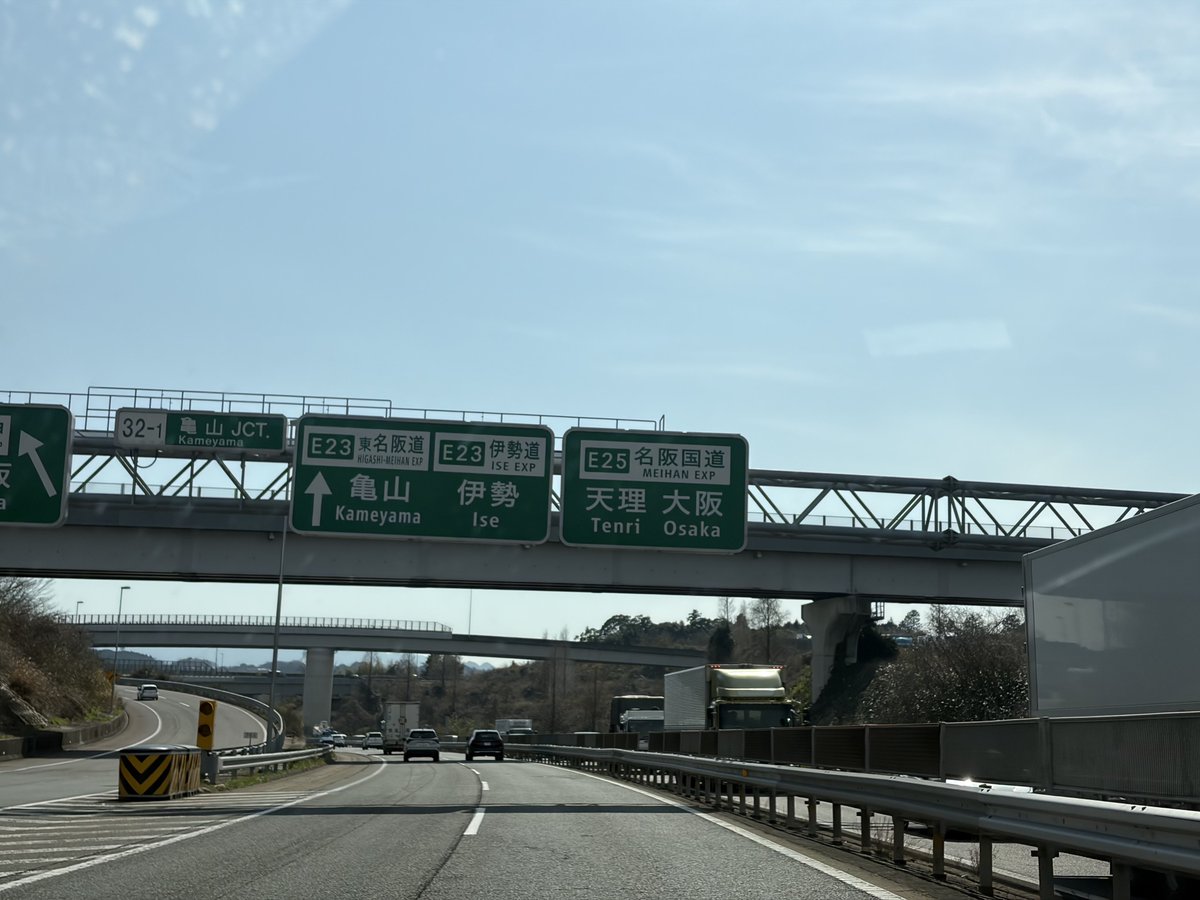 32-1 亀山 JCT.
Kameyama
E23 東名阪道
HIGASHI-MEIHAN EXP
E23 伊勢道
ISE EXP
亀山 伊勢
Kameyama Ise
E25 名阪国道
MEIHAN EXP
天理 大阪
Tenri Osaka
阪
a